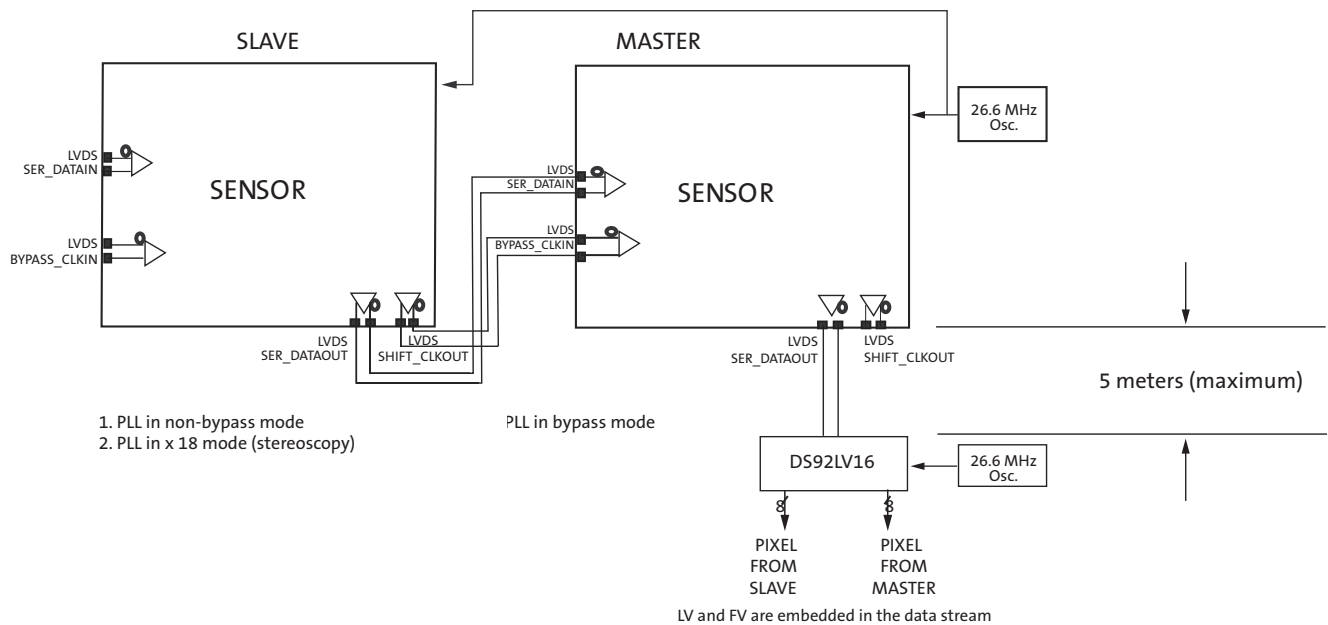 SLAVE
MASTER
26.6 MHz
Osc.
LVDS
SER_DATAIN
SENSOR
LVDS
BYPASS_CLKIN
LVDS
SER_DATAIN
SENSOR
LVDS
BYPASS_CLKIN
LVDS
SER_DATAOUT
LVDS
SHIFT_CLKOUT
LVDS
SER_DATAOUT
LVDS
SHIFT_CLKOUT
5 meters (maximum)
1. PLL in non-bypass mode
2. PLL in x 18 mode (stereoscopy)
PLL in bypass mode
DS92LV16
26.6 MHz
Osc.
8
8
PIXEL
FROM
SLAVE
PIXEL
FROM
MASTER
LV and FV are embedded in the data stream